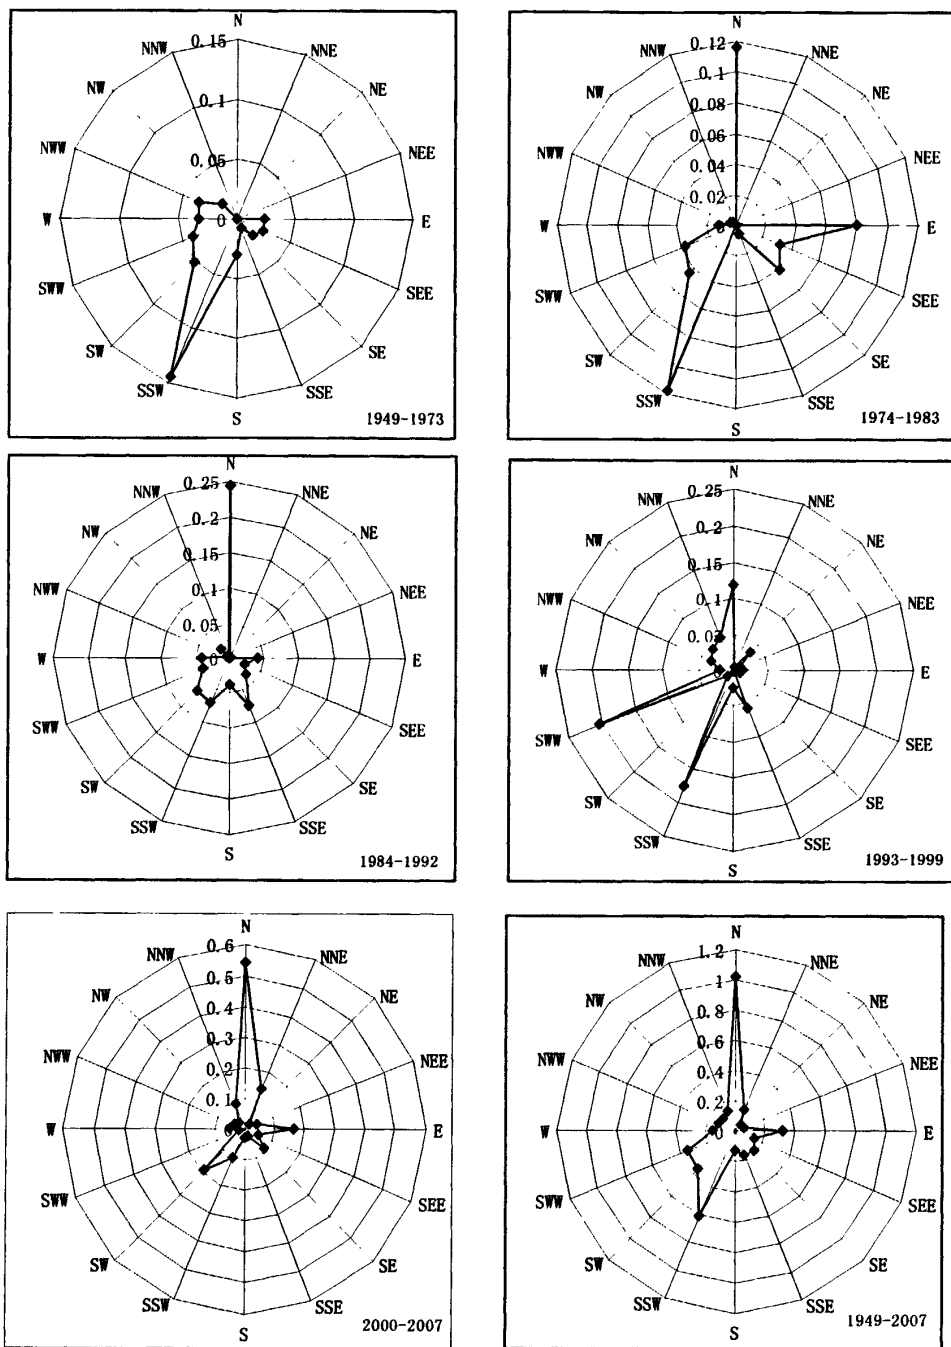 N
0.15
NNW
NNE
NW
NE
0.1
NWW
NEE
0.05
W
0
E
SWW
SEE
SW
SE
SSW
SSE
S
1949-1973
N
0.12
NNW
NNE
0.1
NW
NE
0.08
0.06
NWW
NEE
0.04
0.02
W
0
E
SWW
SEE
SW
SE
SSW
SSE
S
1974-1983
N
0.25
NNW
NNE
0.2
NW
NE
0.15
0.1
NWW
NEE
0.05
W
0
E
SWW
SEE
SW
SE
SSW
SSE
S
1984-1992
N
0.25
NNW
NNE
0.2
NW
NE
0.15
0.1
NWW
NEE
W
E
SWW
SEE
SW
SE
SSW
SSE
S
1993-1999
N
0.6
NNW
NNE
0.5
NW
NE
0.4
0.3
NWW
NEE
0.2
0.1
W
0
E
SWW
SEE
SW
SE
SSW
SSE
S
2000-2007
N
1.2
NNW
NNE
1
NW
NE
0.8
0.6
NWW
NEE
0.4
0.2
W
0
E
SWW
SEE
SW
SE
SSW
SSE
S
1949-2007